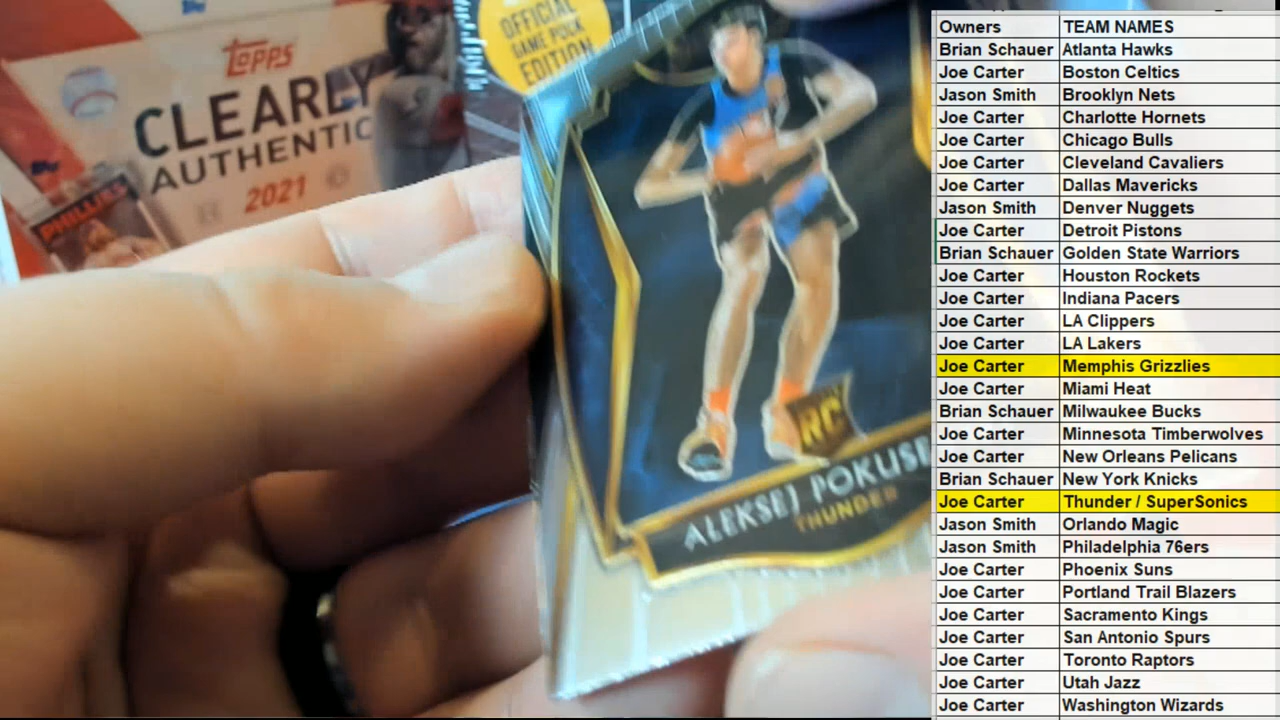 OFFICIAL
GAME PUCK
EDITION
TOPPS
CLEARLY
AUTHENTIC
2021
PHILLIES
RC
ALEKSEJ POKUSE
THUNDER
Owners TEAM NAMES
Brian Schauer Atlanta Hawks
Joe Carter Boston Celtics
Jason Smith Brooklyn Nets
Joe Carter Charlotte Hornets
Joe Carter Chicago Bulls
Joe Carter Cleveland Cavaliers
Joe Carter Dallas Mavericks
Jason Smith Denver Nuggets
Joe Carter Detroit Pistons
Brian Schauer Golden State Warriors
Joe Carter Houston Rockets
Joe Carter Indiana Pacers
Joe Carter LA Clippers
Joe Carter LA Lakers
Joe Carter Memphis Grizzlies
Joe Carter Miami Heat
Brian Schauer Milwaukee Bucks
Joe Carter Minnesota Timberwolves
Joe Carter New Orleans Pelicans
Brian Schauer New York Knicks
Joe Carter Thunder / SuperSonics
Jason Smith Orlando Magic
Jason Smith Philadelphia 76ers
Joe Carter Phoenix Suns
Joe Carter Portland Trail Blazers
Joe Carter Sacramento Kings
Joe Carter San Antonio Spurs
Joe Carter Toronto Raptors
Joe Carter Utah Jazz
Joe Carter Washington Wizards